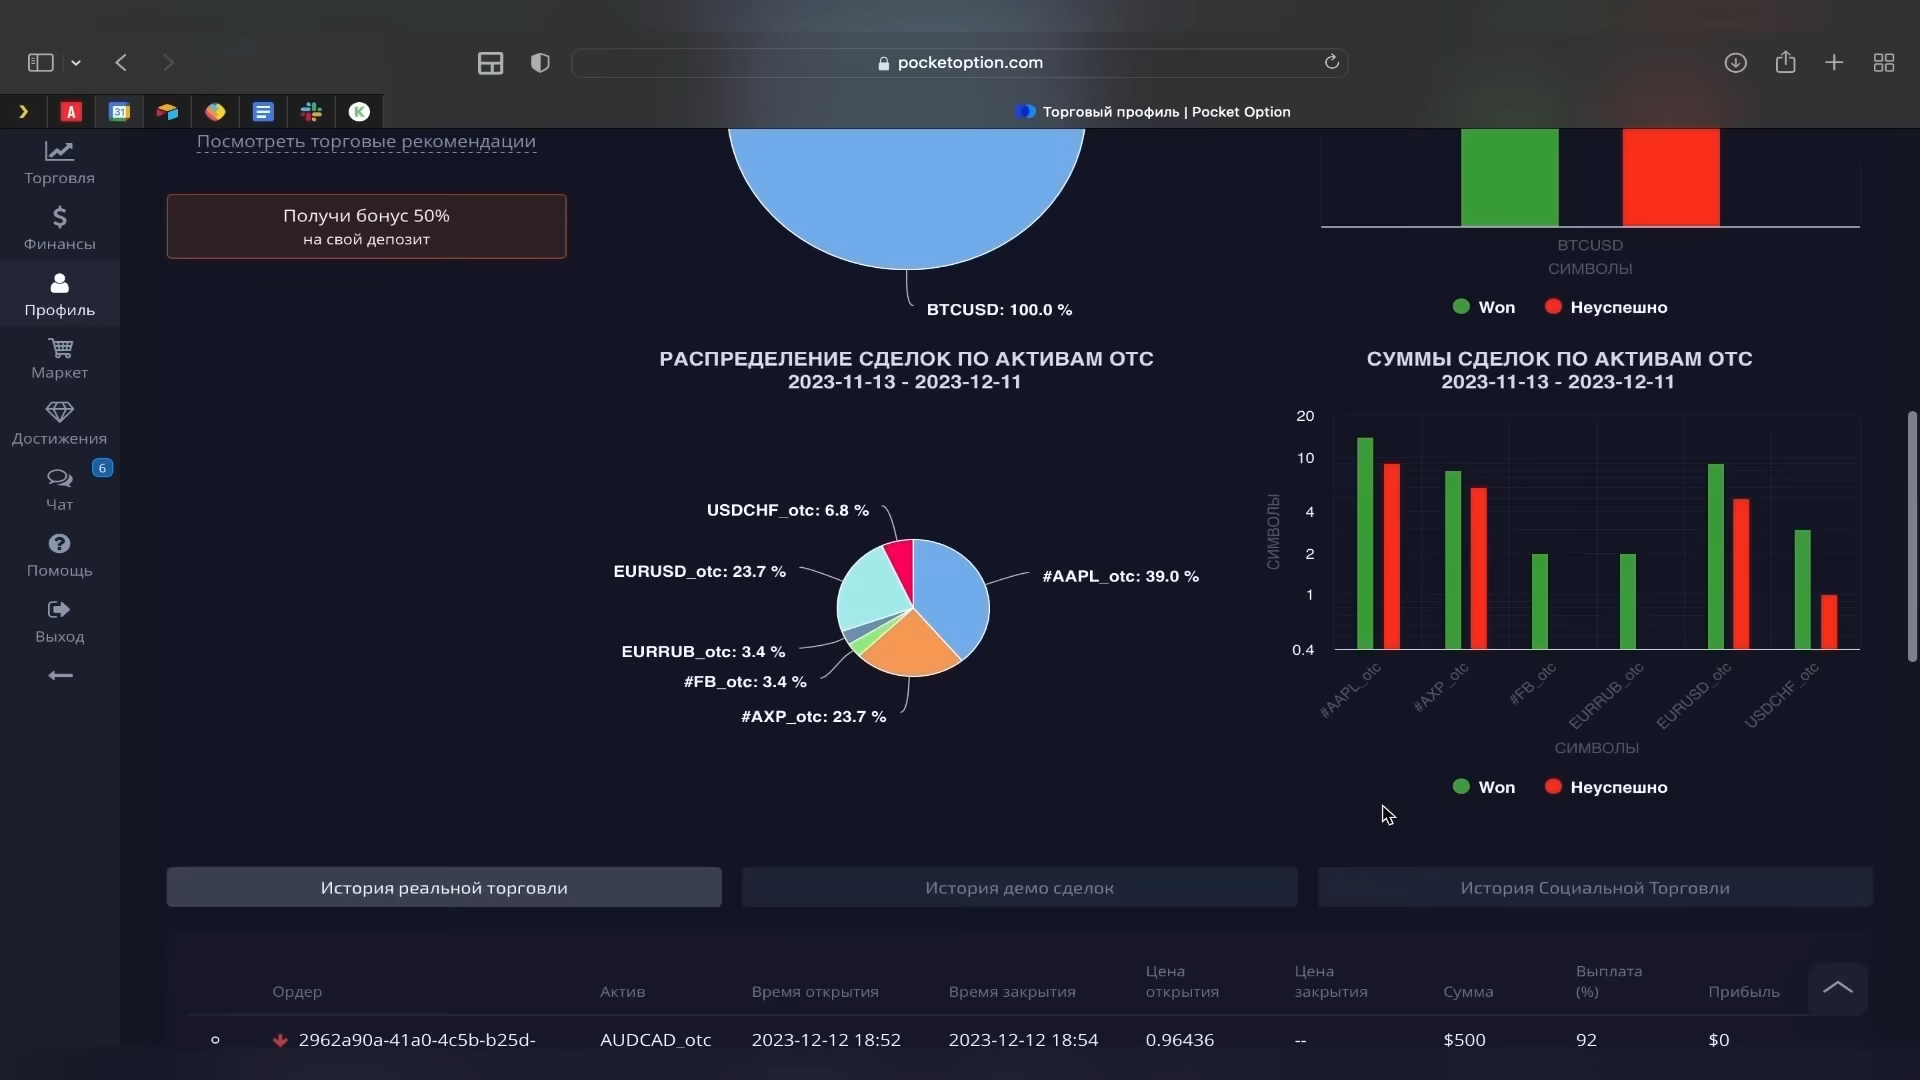 pocketoption.com
A
31
K
Торговый профиль | Pocket Option
Торговля
Финансы
Профиль
Маркет
Достижения
6
Чат
Помощь
Выход
Посмотреть торговые рекомендации
Получи бонус 50%
на свой депозит
BTCUSD: 100.0 %
BTCUSD
СИМВОЛЫ
Won
Неуспешно
РАСПРЕДЕЛЕНИЕ СДЕЛОК ПО АКТИВАМ ОТС
2023-11-13 - 2023-12-11
USDCHF_otc: 6.8 %
EURUSD_otc: 23.7 %
#AAPL_otc: 39.0 %
EURRUB_otc: 3.4 %
#FB_otc: 3.4 %
#AXP_otc: 23.7 %
СУММЫ СДЕЛОК ПО АКТИВАМ ОТС
2023-11-13 - 2023-12-11
20
10
4
2
1
0.4
СИМВОЛЫ
#AAPL_otc
#AXP_otc
#FB_otc
EURRUB_otc
EURUSD_otc
USDCHF_otc
СИМВОЛЫ
Won
Неуспешно
История реальной торговли
История демо сделок
История Социальной Торговли
Ордер
Актив
Время открытия
Время закрытия
Цена
открытия
Цена
закрытия
Сумма
Выплата
(%)
Прибыль
2962a90a-41a0-4c5b-b25d-
AUDCAD_otc
2023-12-12 18:52
2023-12-12 18:54
0.96436
--
$500
92
$0